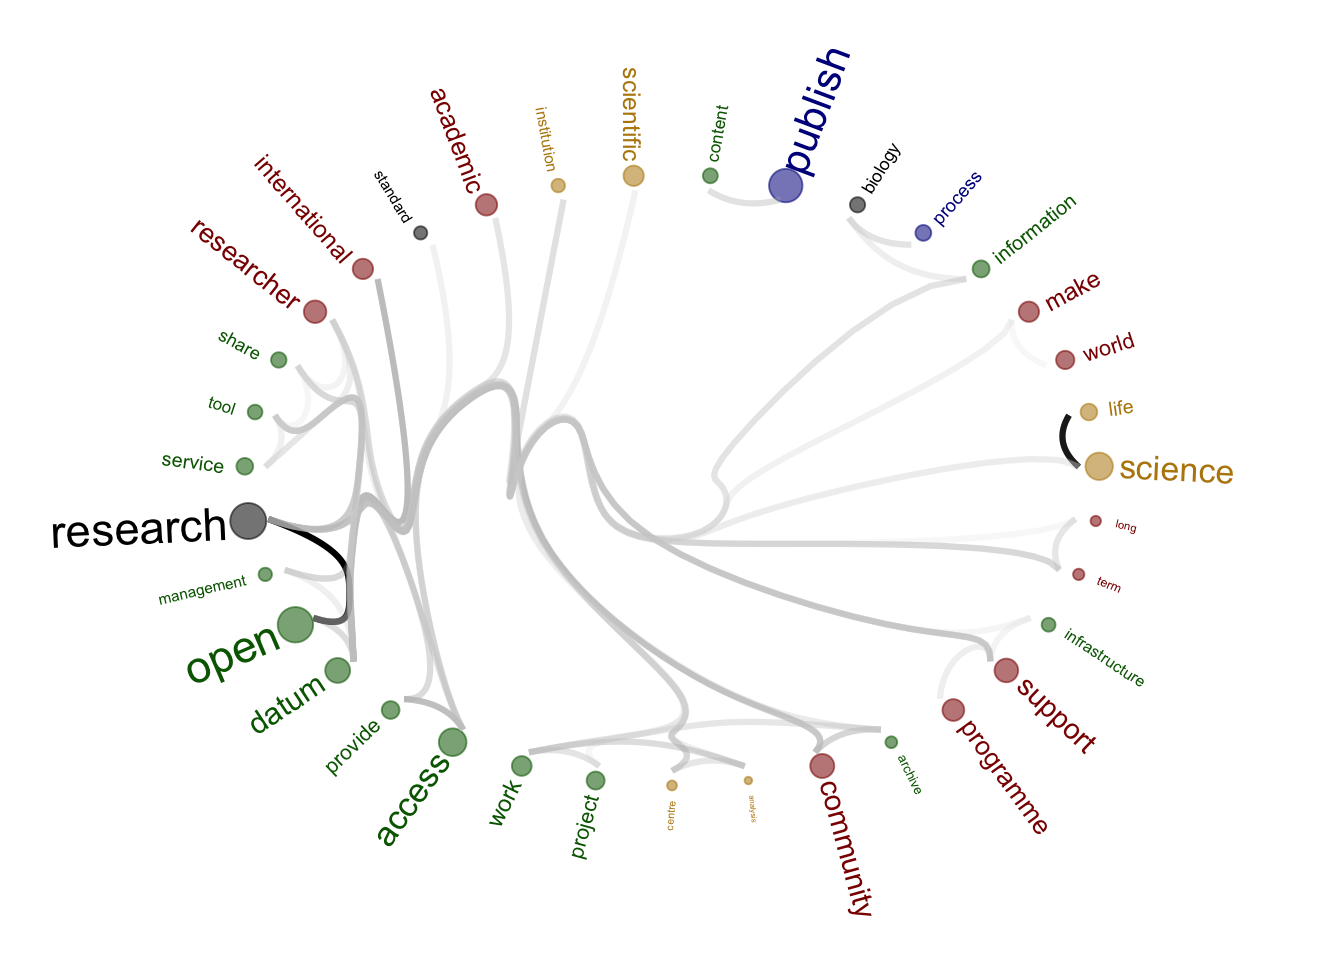 scientific
content
publish
biology
process
information
make
world
life
science
long
term
infrastructure
support
programme
archive
community
analysis
centre
project
work
access
provide
datum
open
management
research
service
tool
share
researcher
international
standard
academic
institution